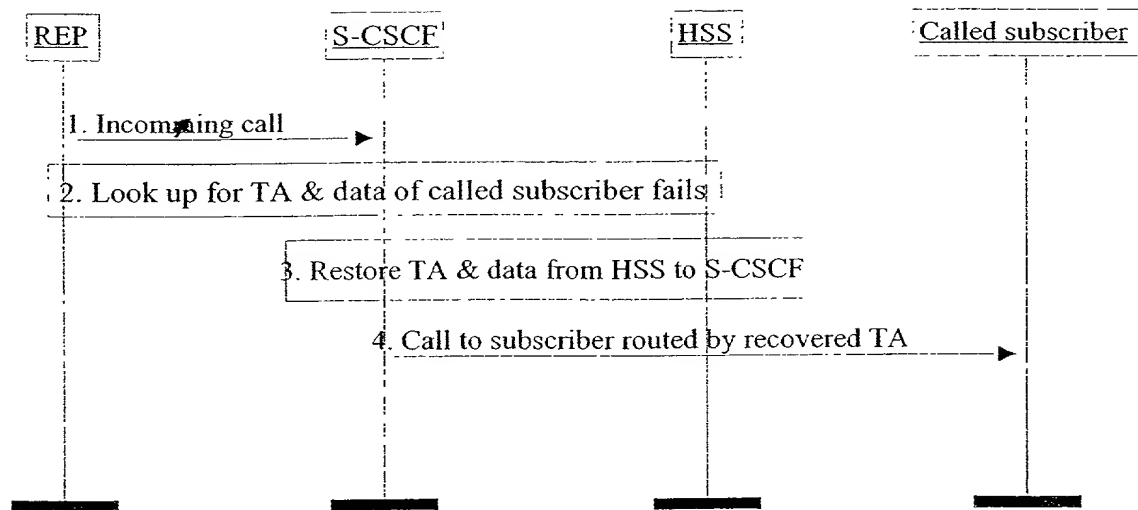 REP S-CSCF HSS Called subscriber
1. Incomming call
2. Look up for TA & data of called subscriber fails
3. Restore TA & data from HSS to S-CSCF
4. Call to subscriber routed by recovered TA